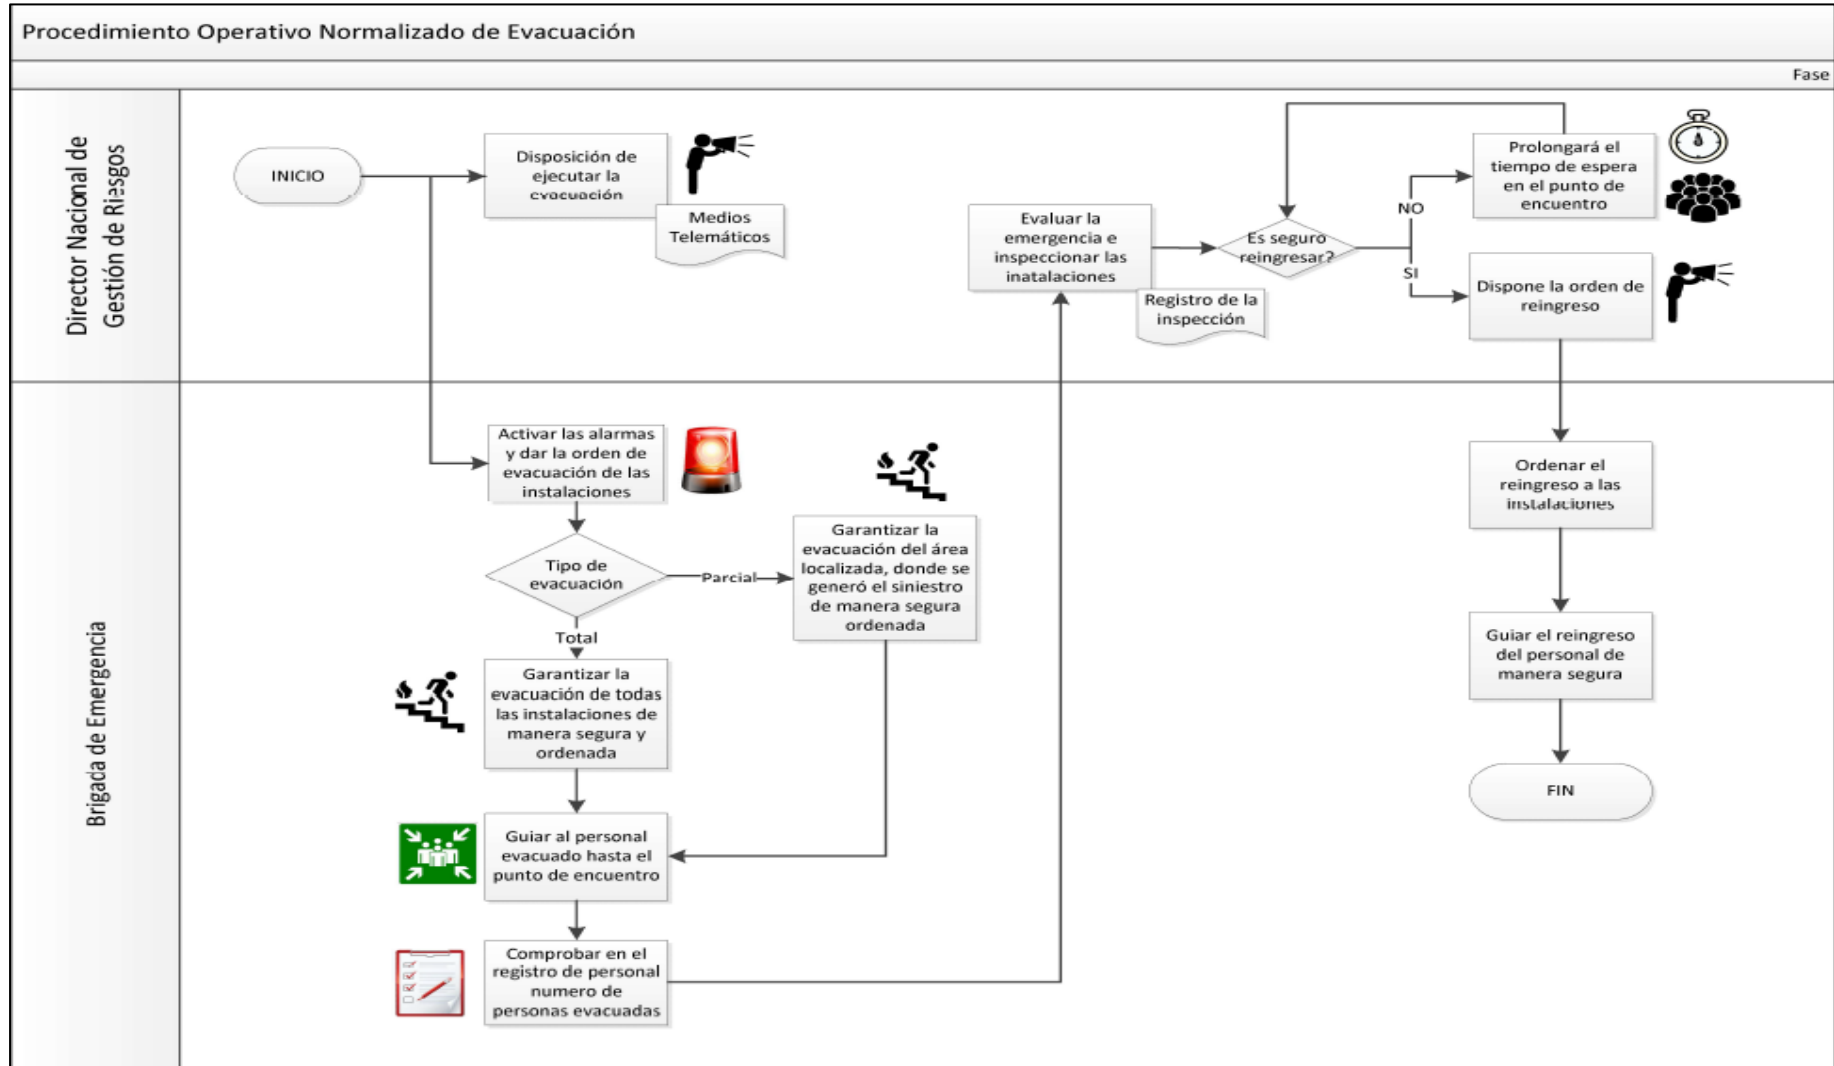 Procedimiento Operativo Normalizado de Evacuación
Fase
Director Nacional de
Gestión de Riesgos
INICIO
Disposición de
ejecutar la
evacuación
Medios
Telemáticos
Evaluar la
emergencia e
inspeccionar las
inatalaciones
Registro de la
inspección
Es seguro
reingresar?
NO
SI
Prolongará el
tiempo de espera
en el punto de
encuentro
Dispone la orden de
reingreso
Brigada de Emergencia
Activar las alarmas
y dar la orden de
evacuación de las
instalaciones
Tipo de
evacuación
Parcial
Total
Garantizar la
evacuación del área
localizada, donde se
generó el siniestro
de manera segura
ordenada
Garantizar la
evacuación de todas
las instalaciones de
manera segura y
ordenada
Guiar al personal
evacuado hasta el
punto de encuentro
Comprobar en el
registro de personal
numero de
personas evacuadas
Ordenar el
reingreso a las
instalaciones
Guiar el reingreso
del personal de
manera segura
FIN